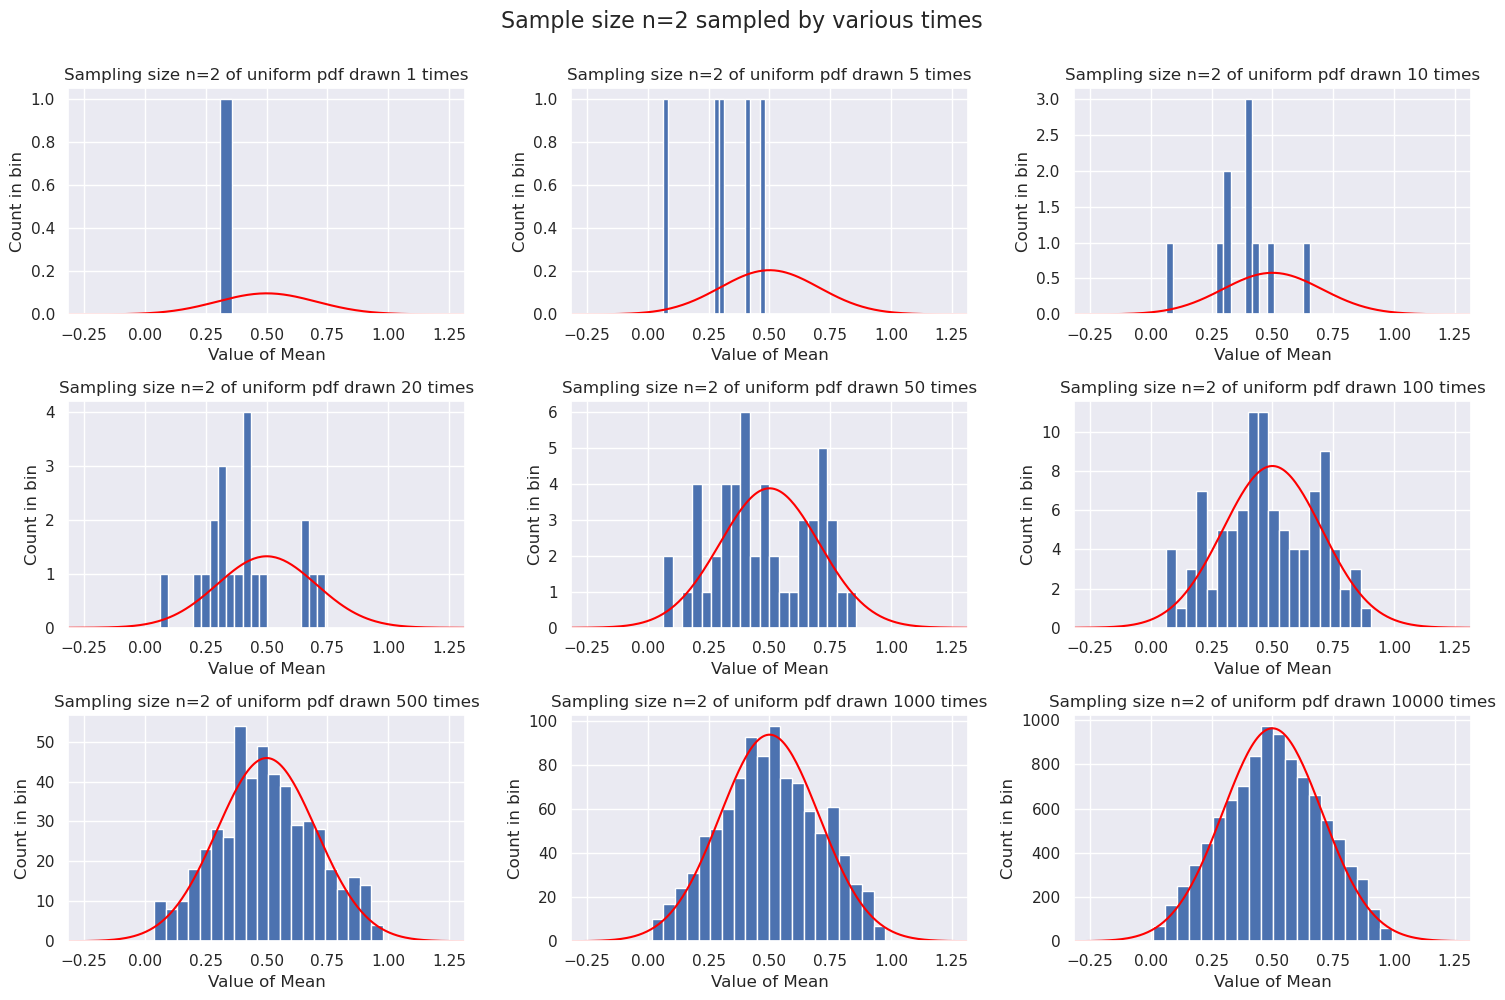 Sample size n=2 sampled by various times
Sampling size n=2 of uniform pdf drawn 1 times
Count in bin
1.0
0.8
0.6
0.4
0.2
0.0
−0.25 0.00 0.25 0.50 0.75 1.00 1.25
Value of Mean
Sampling size n=2 of uniform pdf drawn 5 times
Count in bin
1.0
0.8
0.6
0.4
0.2
0.0
−0.25 0.00 0.25 0.50 0.75 1.00 1.25
Value of Mean
Sampling size n=2 of uniform pdf drawn 10 times
Count in bin
3.0
2.5
2.0
1.5
1.0
0.5
0.0
−0.25 0.00 0.25 0.50 0.75 1.00 1.25
Value of Mean
Sampling size n=2 of uniform pdf drawn 20 times
Count in bin
4
3
2
1
0
−0.25 0.00 0.25 0.50 0.75 1.00 1.25
Value of Mean
Sampling size n=2 of uniform pdf drawn 50 times
Count in bin
6
5
4
3
2
1
0
−0.25 0.00 0.25 0.50 0.75 1.00 1.25
Value of Mean
Sampling size n=2 of uniform pdf drawn 100 times
Count in bin
10
8
6
4
2
0
−0.25 0.00 0.25 0.50 0.75 1.00 1.25
Value of Mean
Sampling size n=2 of uniform pdf drawn 500 times
Count in bin
50
40
30
20
10
0
−0.25 0.00 0.25 0.50 0.75 1.00 1.25
Value of Mean
Sampling size n=2 of uniform pdf drawn 1000 times
Count in bin
100
80
60
40
20
0
−0.25 0.00 0.25 0.50 0.75 1.00 1.25
Value of Mean
Sampling size n=2 of uniform pdf drawn 10000 times
Count in bin
1000
800
600
400
200
0
−0.25 0.00 0.25 0.50 0.75 1.00 1.25
Value of Mean